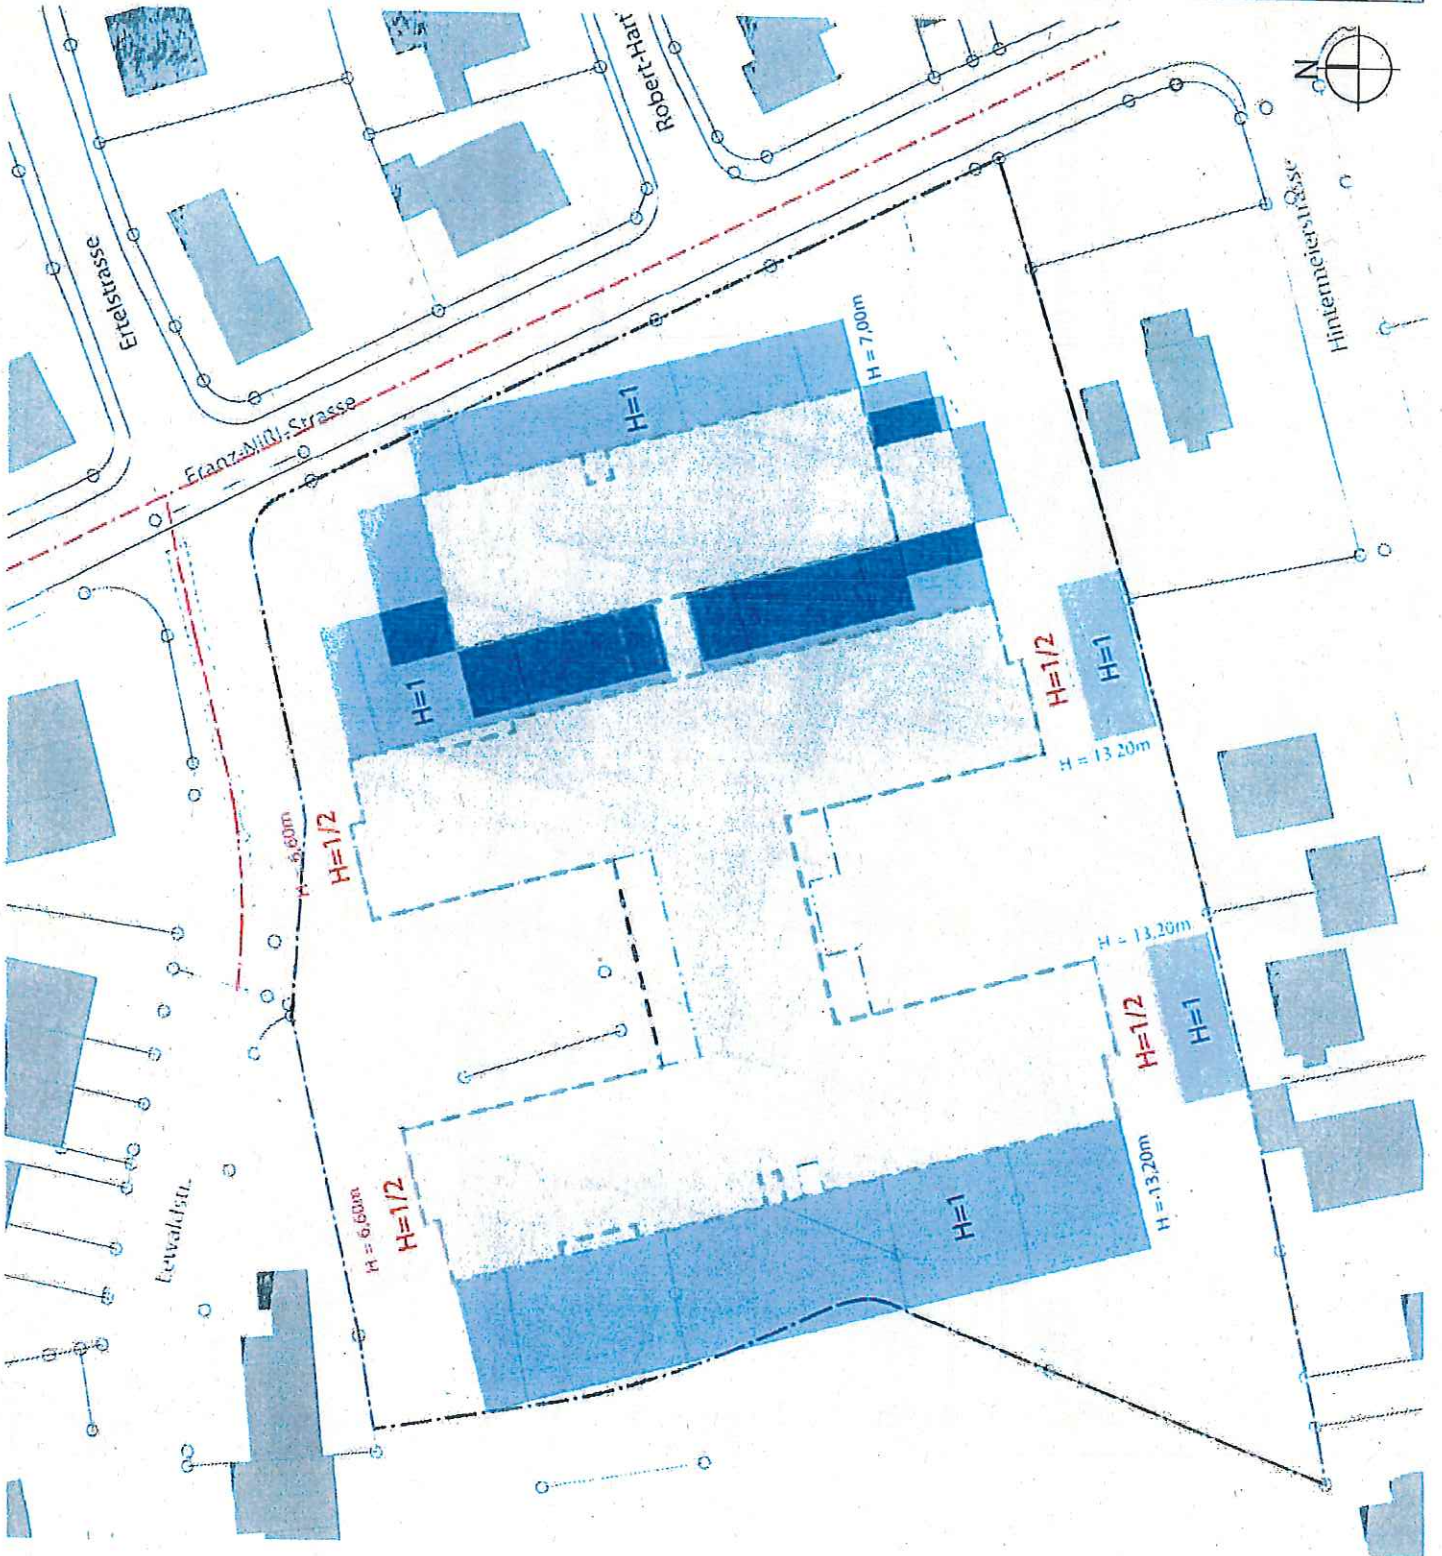 Robert-Hart
N
Ertelstrasse
Hintermeierstrasse
Franz-Nißl-Strasse
H = 7,00m
H=1
H=1
H=1/2
H=1
H = 13,20m
H = 6,60m
H=1/2
H = 13,20m
H=1/2
H=1
H = 6,60m
H=1/2
H=1
H = 13,20m